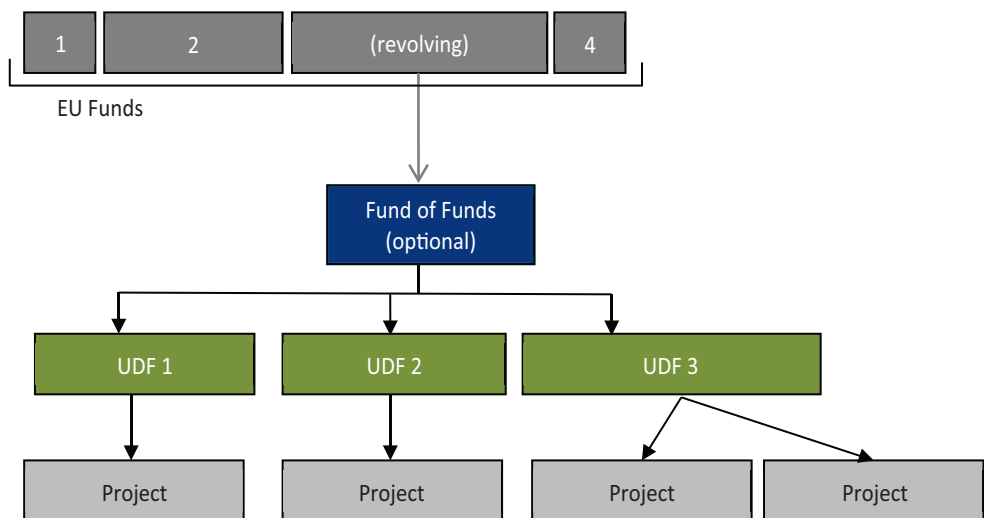 1
2
(revolving)
4
EU Funds
Fund of Funds
(optional)
UDF 1
UDF 2
UDF 3
Project
Project
Project
Project